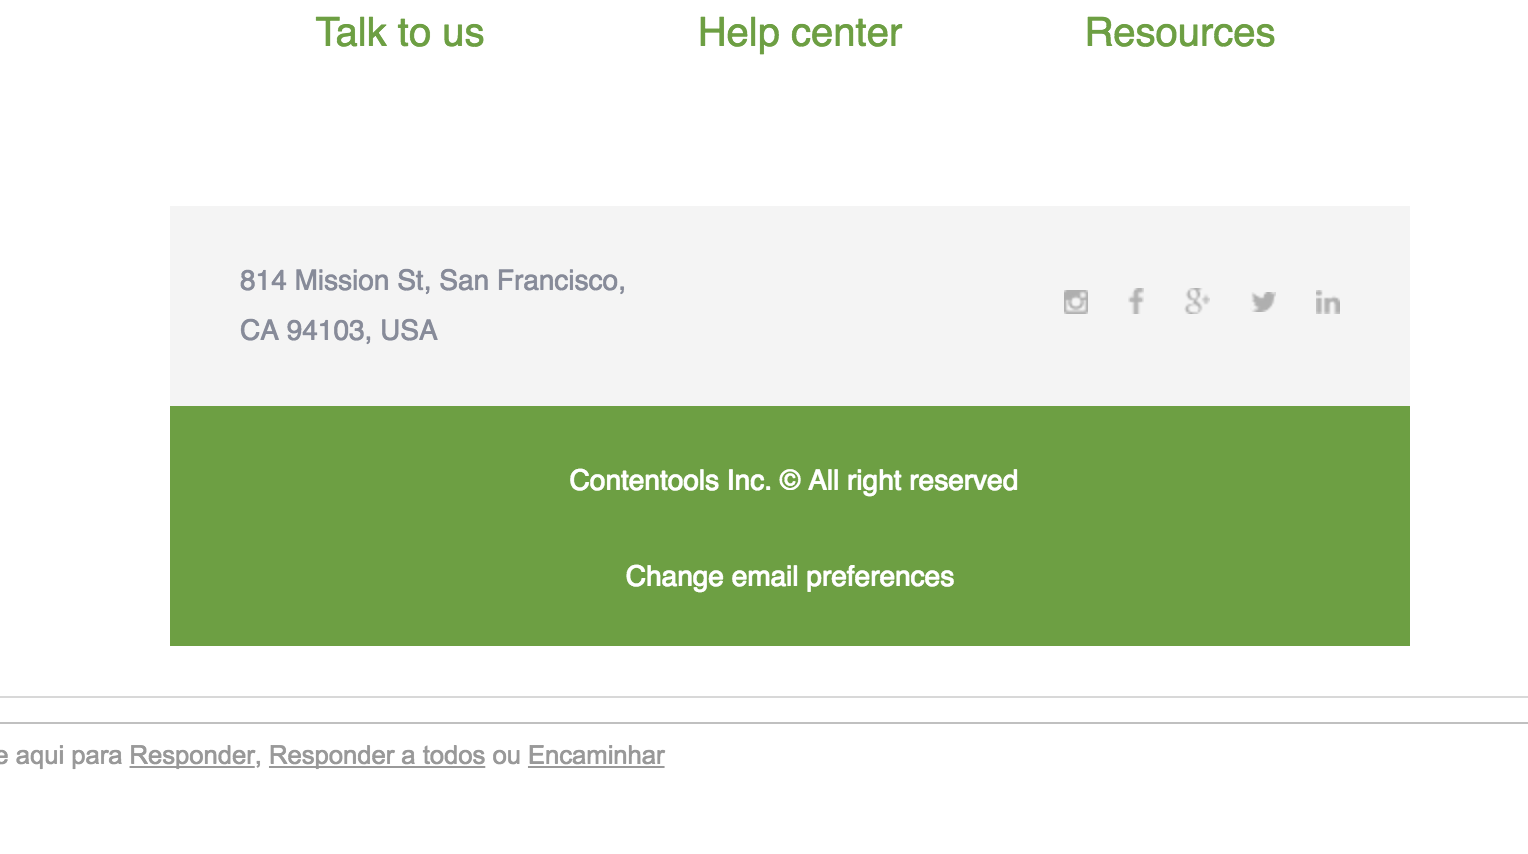 Talk to us Help center Resources
814 Mission St, San Francisco,
CA 94103, USA
Contentools Inc. © All right reserved
Change email preferences
e aqui para Responder, Responder a todos ou Encaminhar